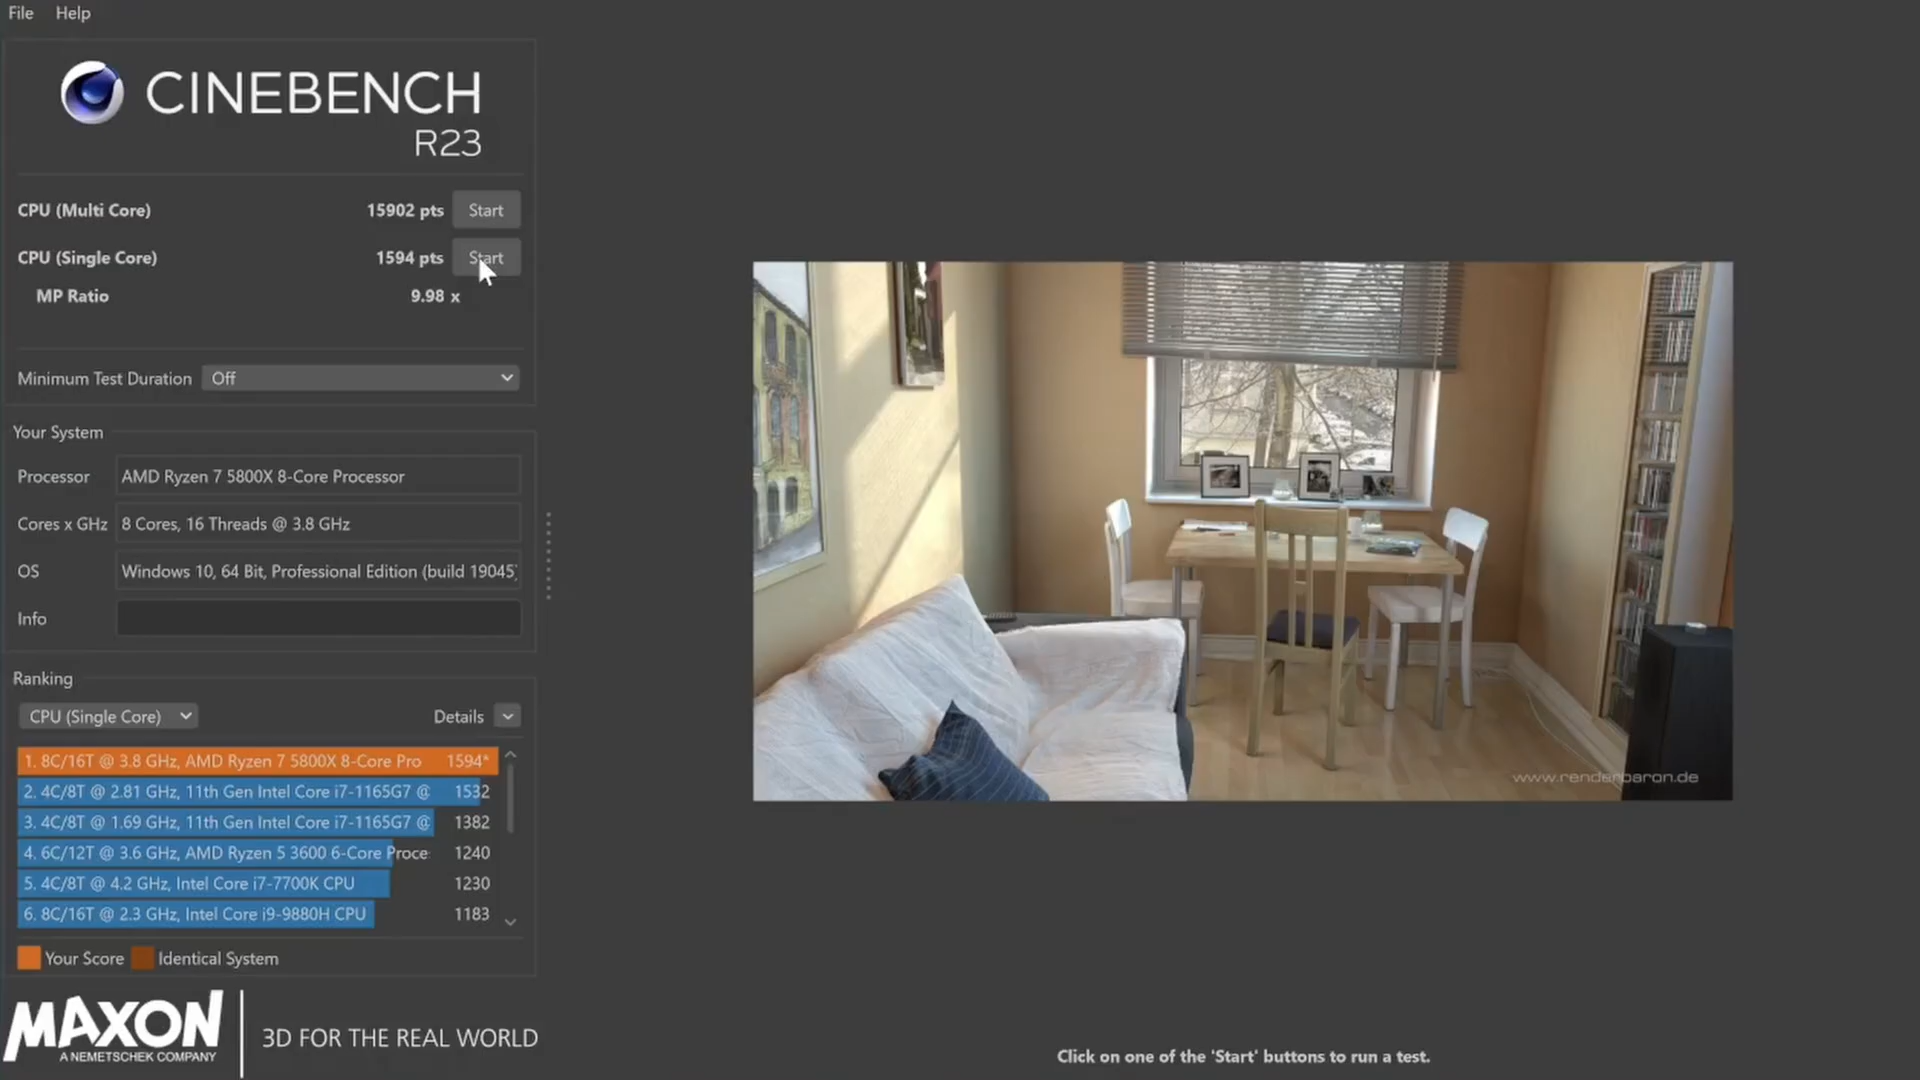 File Help
CINEBENCH
R23
CPU (Multi Core) 15902 pts Start
CPU (Single Core) 1594 pts Start
MP Ratio 9.98 x
Minimum Test Duration Off
Your System
Processor AMD Ryzen 7 5800X 8-Core Processor
Cores x GHz 8 Cores, 16 Threads @ 3.8 GHz
OS Windows 10, 64 Bit, Professional Edition (build 19045)
Info
Ranking
CPU (Single Core) Details
1. 8C/16T @ 3.8 GHz, AMD Ryzen 7 5800X 8-Core Pro 1594*
2. 4C/8T @ 2.81 GHz, 11th Gen Intel Core i7-1165G7 @ 1532
3. 4C/8T @ 1.69 GHz, 11th Gen Intel Core i7-1165G7 @ 1382
4. 6C/12T @ 3.6 GHz, AMD Ryzen 5 3600 6-Core Proce 1240
5. 4C/8T @ 4.2 GHz, Intel Core i7-7700K CPU 1230
6. 8C/16T @ 2.3 GHz, Intel Core i9-9880H CPU 1183
Your Score Identical System
MAXON
A NEMETSCHEK COMPANY
3D FOR THE REAL WORLD
www.renderbaron.de
Click on one of the 'Start' buttons to run a test.